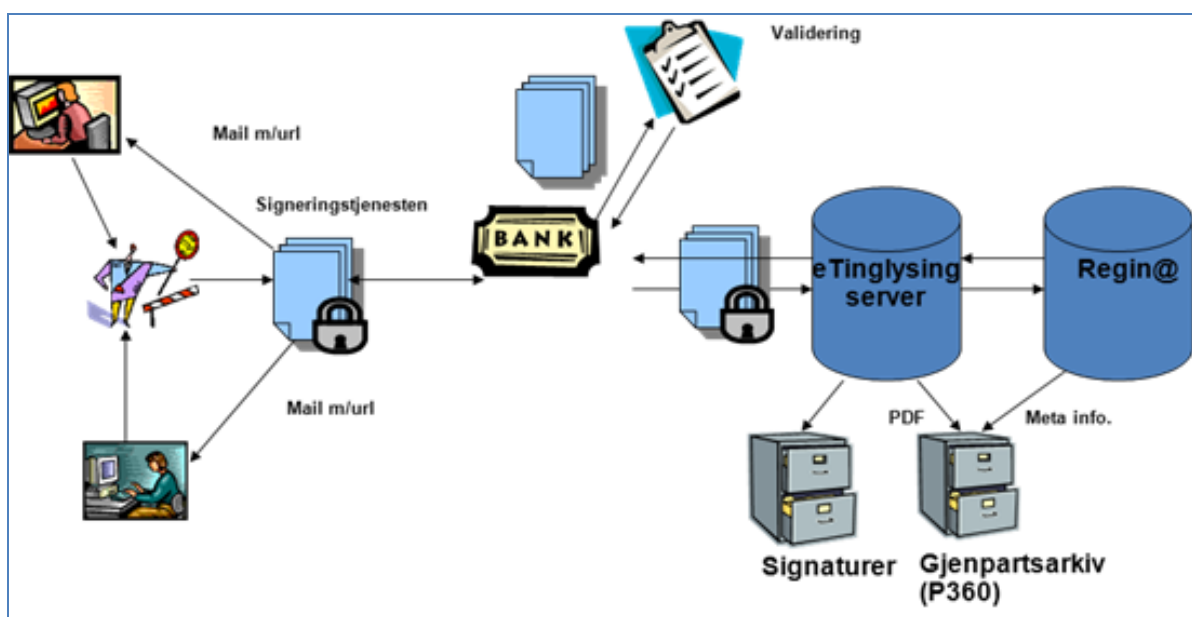 Validering
Mail m/url
Signeringstjenesten
BANK
eTinglysing
server
Regin@
Mail m/url
PDF
Meta info.
Signaturer
Gjenpartsarkiv
(P360)